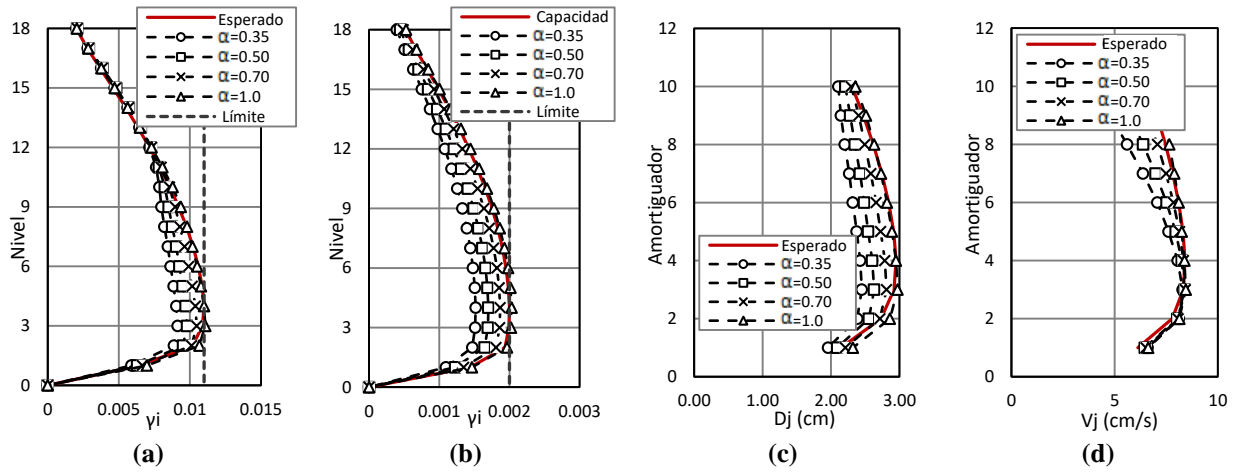 Nivel
18
15
12
9
6
3
0
0
0.005
0.01
0.015
γi
Esperado
α=0.35
α=0.50
α=0.70
α=1.0
Límite
(a)
Nivel
18
15
12
9
6
3
0
0
0.001
0.002
0.003
γi
Capacidad
α=0.35
α=0.50
α=0.70
α=1.0
Límite
(b)
Amortiguador
12
10
8
6
4
2
0
0.00
1.00
2.00
3.00
Dj (cm)
Esperado
α=0.35
α=0.50
α=0.70
α=1.0
(c)
Amortiguador
12
10
8
6
4
2
0
0
5
10
Vj (cm/s)
Esperado
α=0.35
α=0.50
α=0.70
α=1.0
(d)